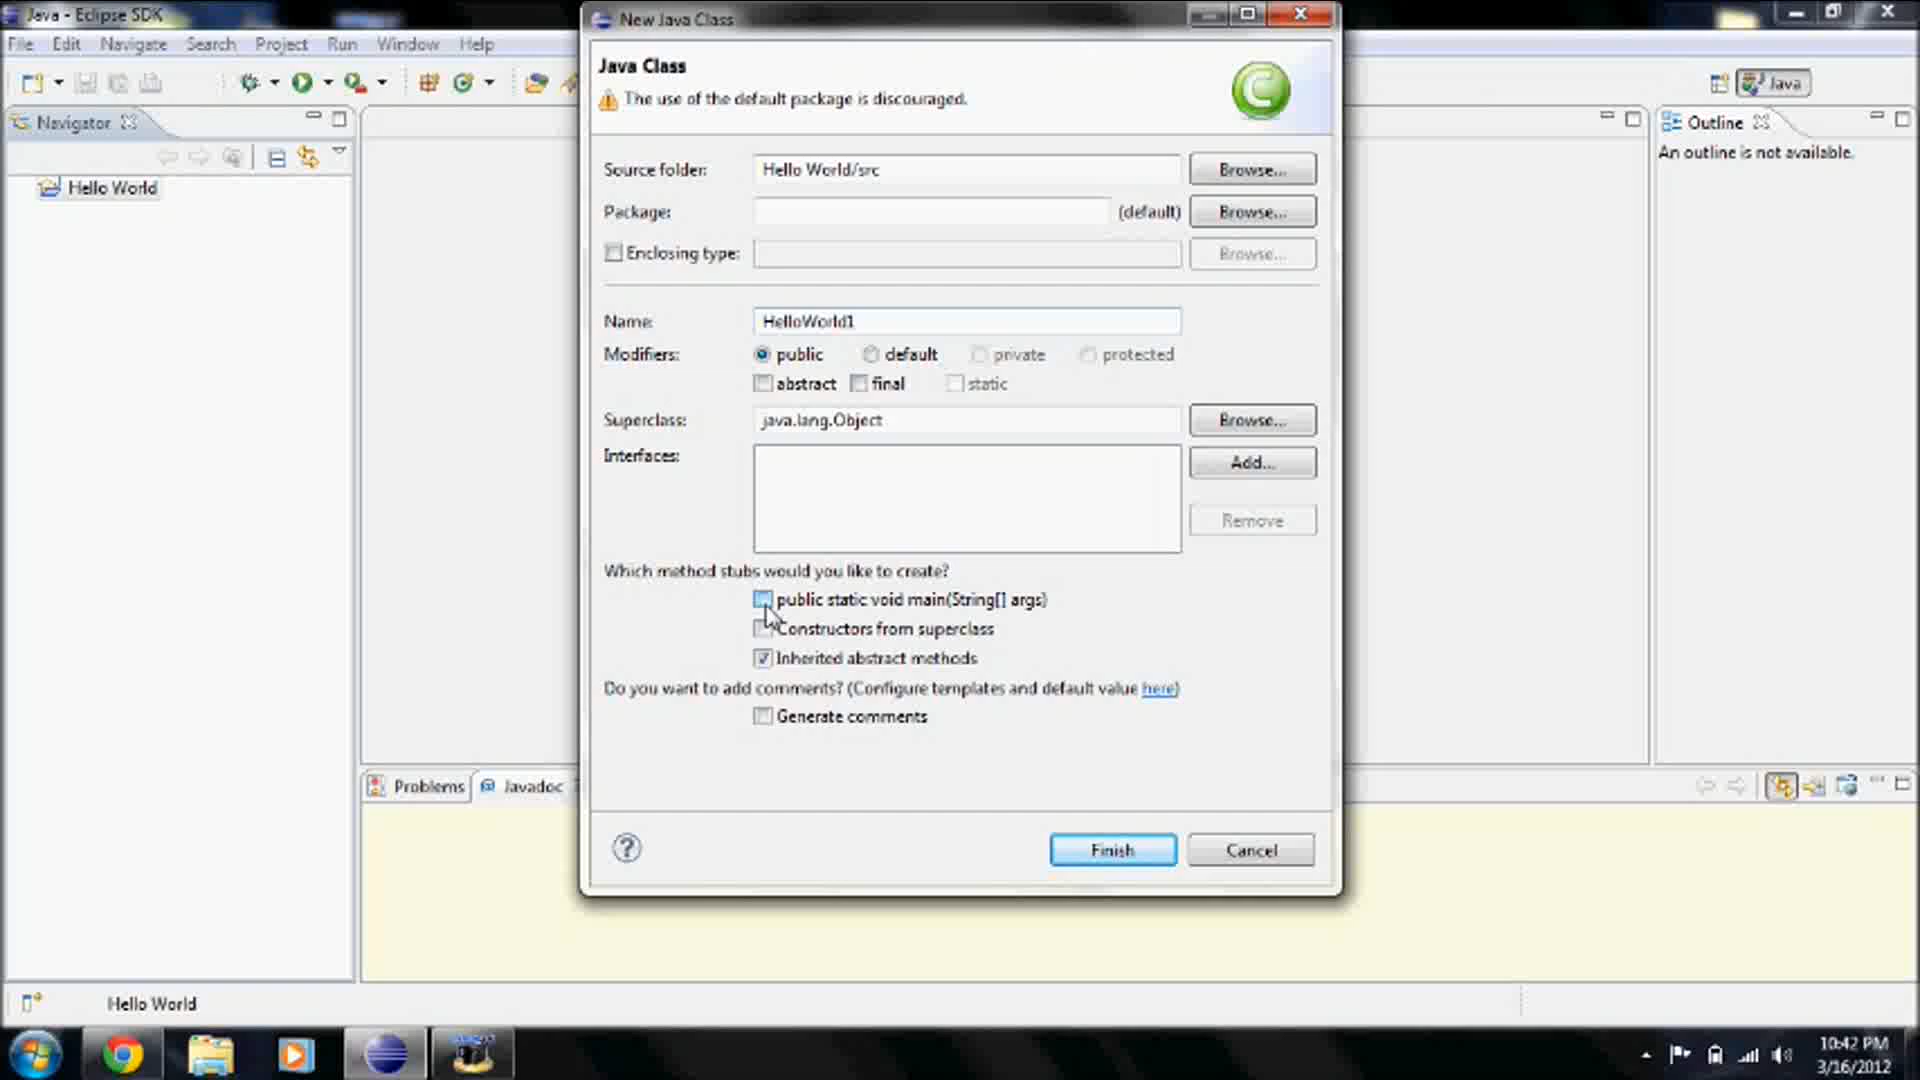 Java - Eclipse SDK
File Edit Navigate Search Project Run Window Help
Java
Navigator
Hello World
Outline
An outline is not available.
New Java Class
Java Class
The use of the default package is discouraged.
Source folder: Hello World/src Browse...
Package: (default) Browse...
Enclosing type: Browse...
Name: HelloWorld1
Modifiers: public default private protected
abstract final static
Superclass: java.lang.Object Browse...
Interfaces: Add...
Remove
Which method stubs would you like to create?
public static void main(String[] args)
Constructors from superclass
Inherited abstract methods
Do you want to add comments? (Configure templates and default value here)
Generate comments
Finish Cancel
Problems @ Javadoc
Hello World
10:42 PM
3/16/2012